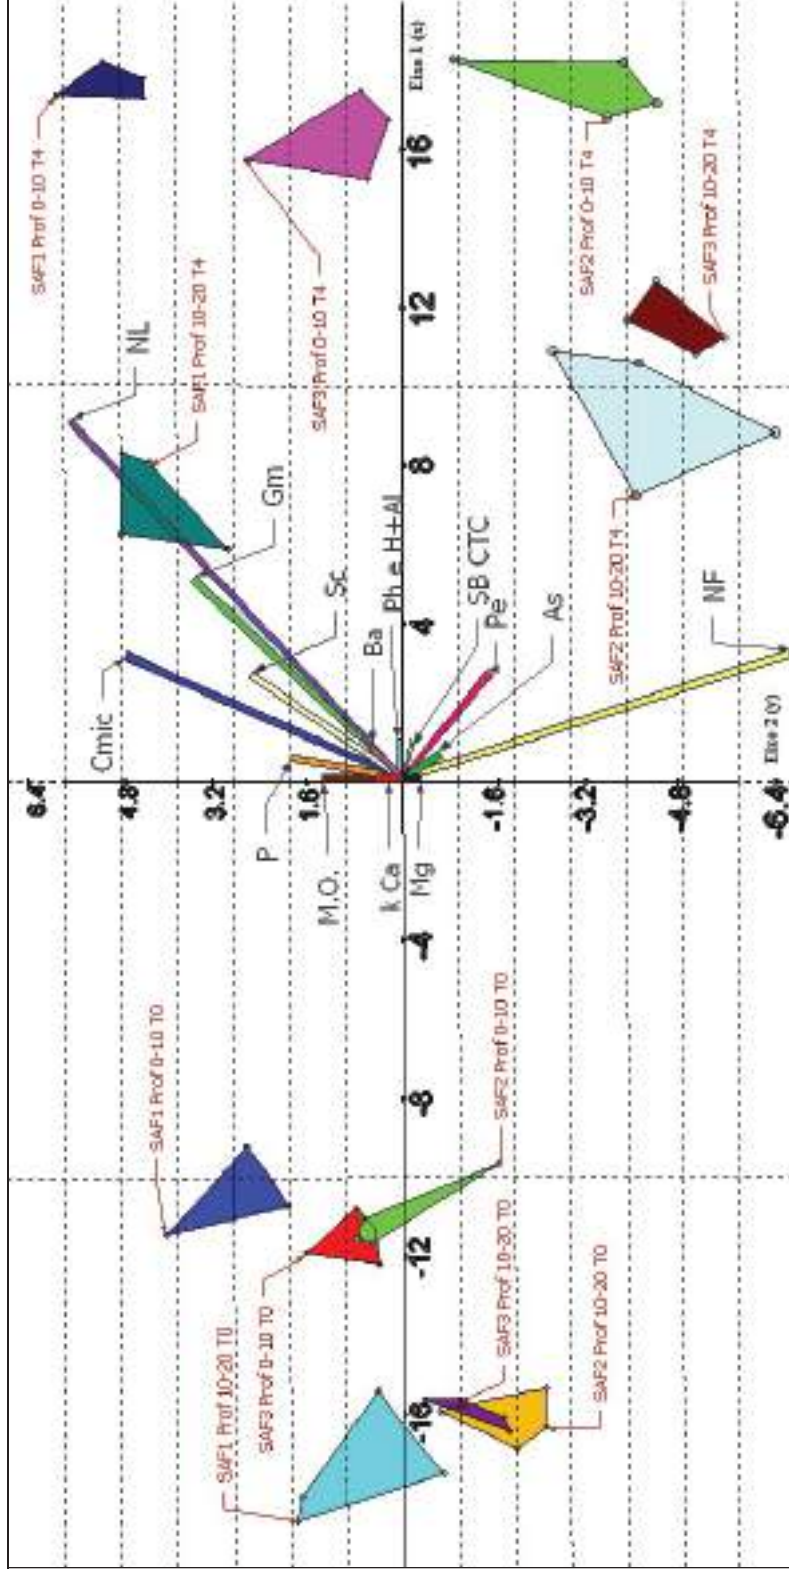 SAF1 Prof 0-10 T4
SAF1 Prof 10-20 T4
SAF3 Prof 0-10 T4
SAF2 Prof 0-10 T4
SAF3 Prof 10-20 T4
SAF2 Prof 10-20 T4
Eixo 1 (x)
16
12
8
4
-4
-8
-12
-16
NL
Gm
Sc
Cmic
Ba
Ph e H+Al
SB CTC
Pe
As
NF
P
M.O.
k Ca
Mg
6.4
4.8
3.2
1.6
-1.6
-3.2
-4.8
-6.4
Eixo 2 (y)
SAF1 Prof 0-10 T0
SAF2 Prof 0-10 T0
SAF3 Prof 0-10 T0
SAF1 Prof 10-20 T0
SAF3 Prof 10-20 T0
SAF2 Prof 10-20 T0